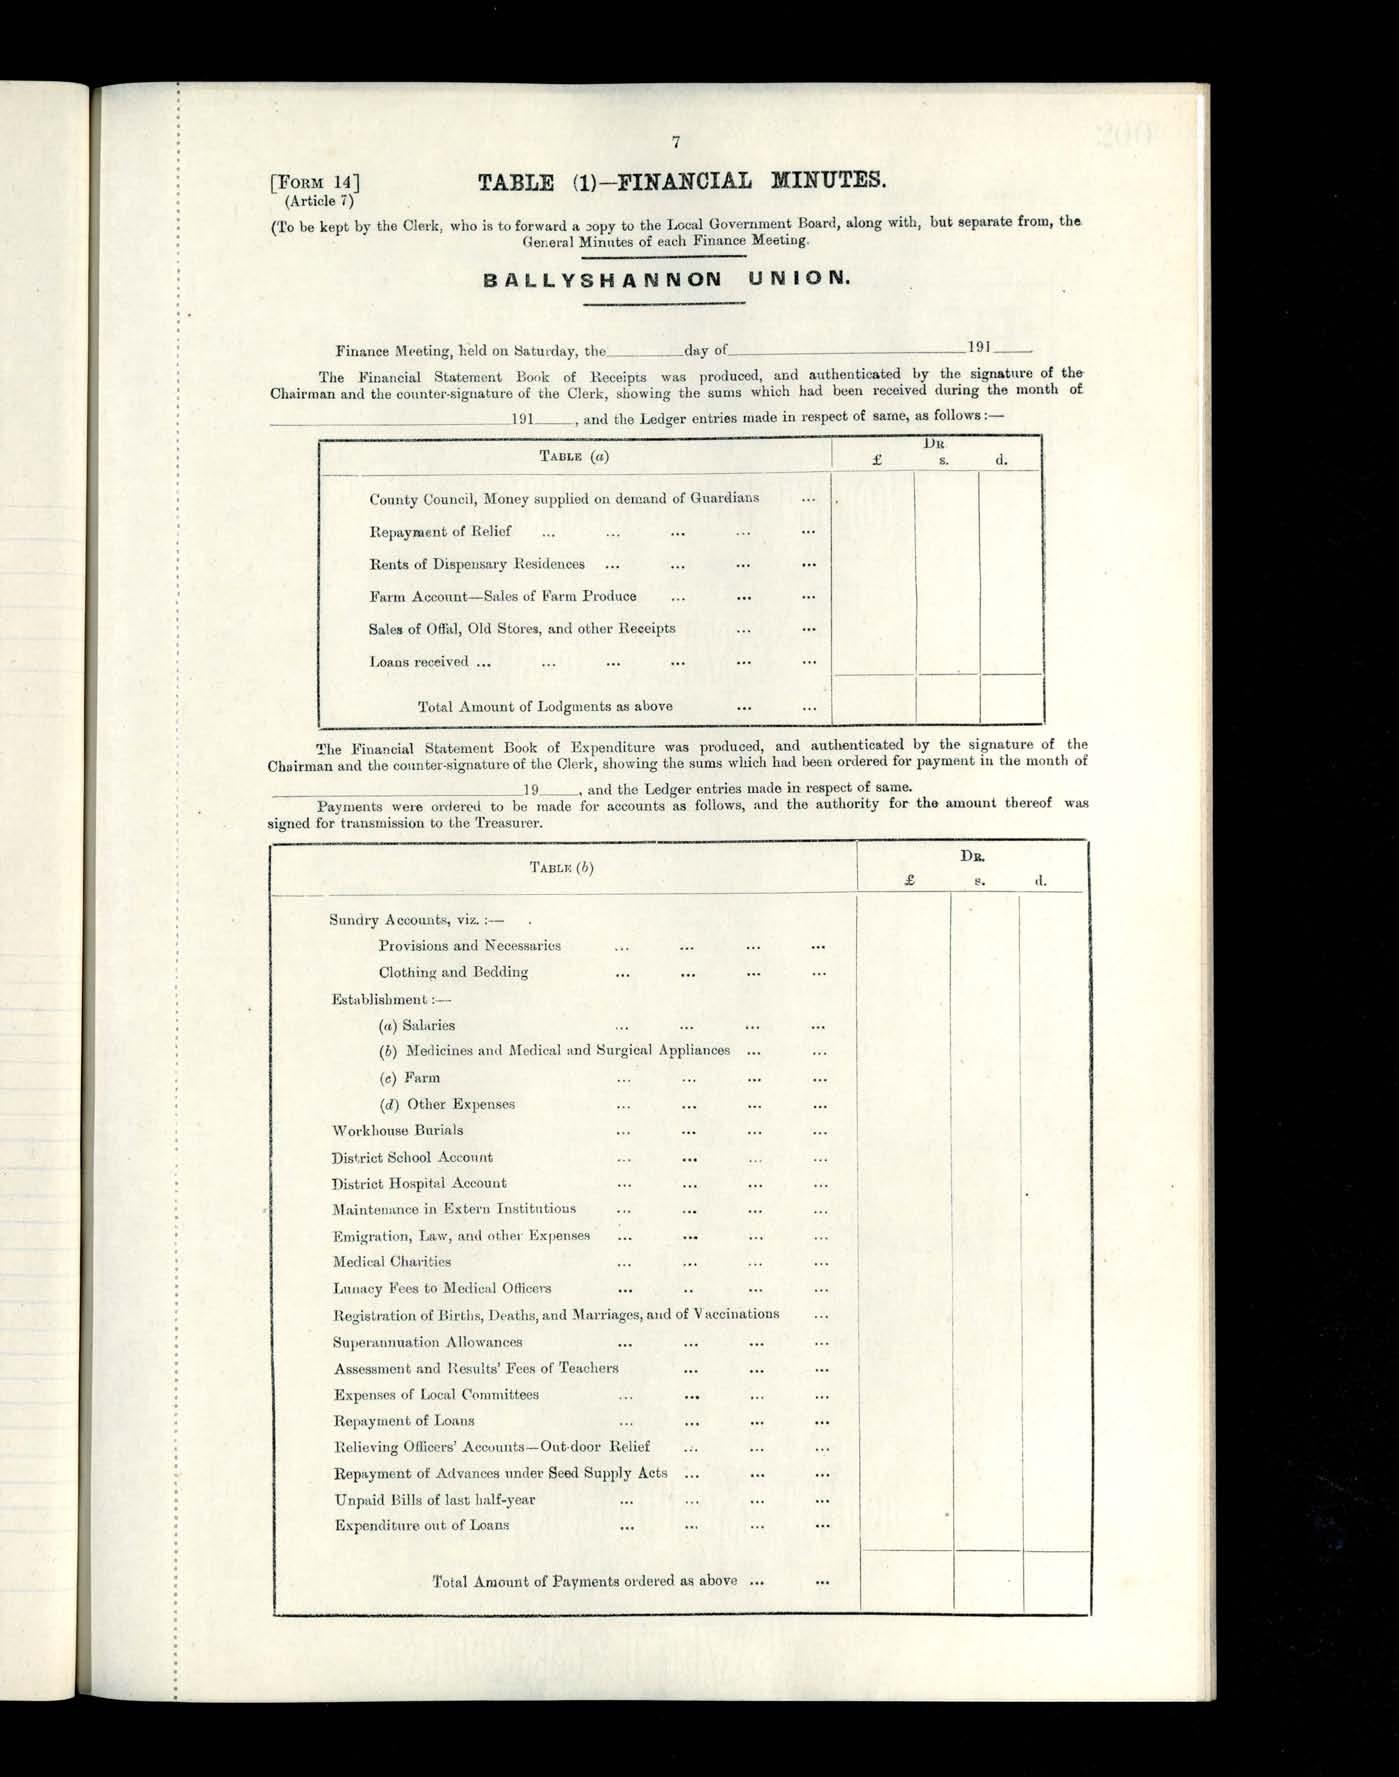 7
[FORM 14]
(Article 7)
TABLE (1)—FINANCIAL MINUTES.
(To be kept by the Clerk, who is to forward a copy to the Local Government Board, along with, but separate from, the
General Minutes of each Finance Meeting.
BALLYSHANNON UNION.
Finance Meeting, held on Saturday, the ______ day of ______ 191___
The Financial Statement Book of Receipts was produced, and authenticated by the signature of the
Chairman and the counter-signature of the Clerk, showing the sums which had been received during the month of
______ 191___, and the Ledger entries made in respect of same, as follows:—
TABLE (a)
DR
£ s. d.
County Council, Money supplied on demand of Guardians ...
Repayment of Relief ... ... ... ... ...
Rents of Dispensary Residences ... ... ... ...
Farm Account—Sales of Farm Produce ... ... ...
Sales of Offal, Old Stores, and other Receipts ... ...
Loans received ... ... ... ... ... ...
Total Amount of Lodgments as above ... ...
The Financial Statement Book of Expenditure was produced, and authenticated by the signature of the
Chairman and the counter-signature of the Clerk, showing the sums which had been ordered for payment in the month of
______ 19___, and the Ledger entries made in respect of same.
Payments were ordered to be made for accounts as follows, and the authority for the amount thereof was
signed for transmission to the Treasurer.
TABLE (b)
DR.
£ s. d.
Sundry Accounts, viz. :—
Provisions and Necessaries ... ... ... ...
Clothing and Bedding ... ... ... ...
Establishment :—
(a) Salaries ... ... ... ...
(b) Medicines and Medical and Surgical Appliances ... ...
(c) Farm ... ... ... ...
(d) Other Expenses ... ... ... ...
Workhouse Burials ... ... ... ...
District School Account ... ... ... ...
District Hospital Account ... ... ... ...
Maintenance in Extern Institutions ... ... ... ...
Emigration, Law, and other Expenses ... ... ... ...
Medical Charities ... ... ... ...
Lunacy Fees to Medical Officers ... .. ... ...
Registration of Births, Deaths, and Marriages, and of Vaccinations ...
Superannuation Allowances ... ... ... ...
Assessment and Results' Fees of Teachers ... ... ...
Expenses of Local Committees ... ... ... ...
Repayment of Loans ... ... ... ...
Relieving Officers' Accounts—Out-door Relief ... ... ...
Repayment of Advances under Seed Supply Acts ... ... ...
Unpaid Bills of last half-year ... ... ... ...
Expenditure out of Loans ... ... ... ...
Total Amount of Payments ordered as above ... ...